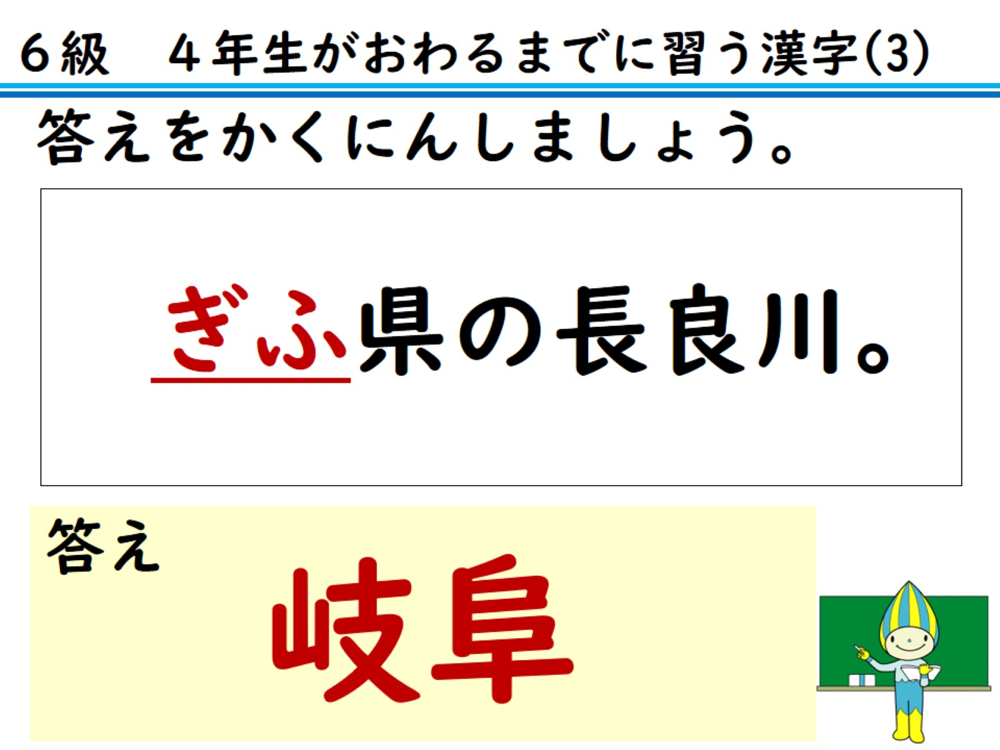 ６級　４年生がおわるまでに習う漢字(3)
答えをかくにんしましょう。
ぎふ県の長良川。
答え
岐阜